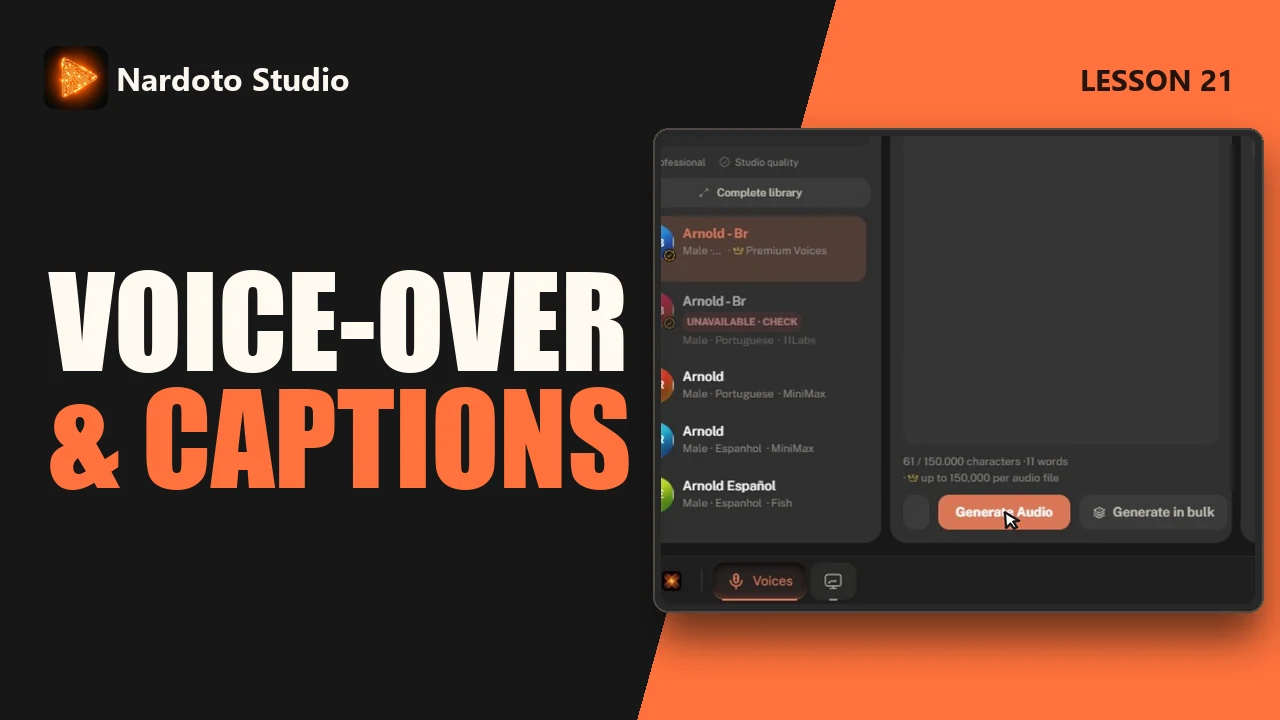 Nardoto Studio
LESSON 21
VOICE-OVER
& CAPTIONS
ofessional Studio quality
Complete library
Arnold - Br
Male ·... · Premium Voices
Arnold - Br
UNAVAILABLE · CHECK
Male · Portuguese · 11Labs
Arnold
Male · Portuguese · MiniMax
Arnold
Male · Espanhol · MiniMax
Arnold Español
Male · Espanhol · Fish
61 / 150.000 characters ·11 words
· up to 150,000 per audio file
Generate Audio
Generate in bulk
Voices